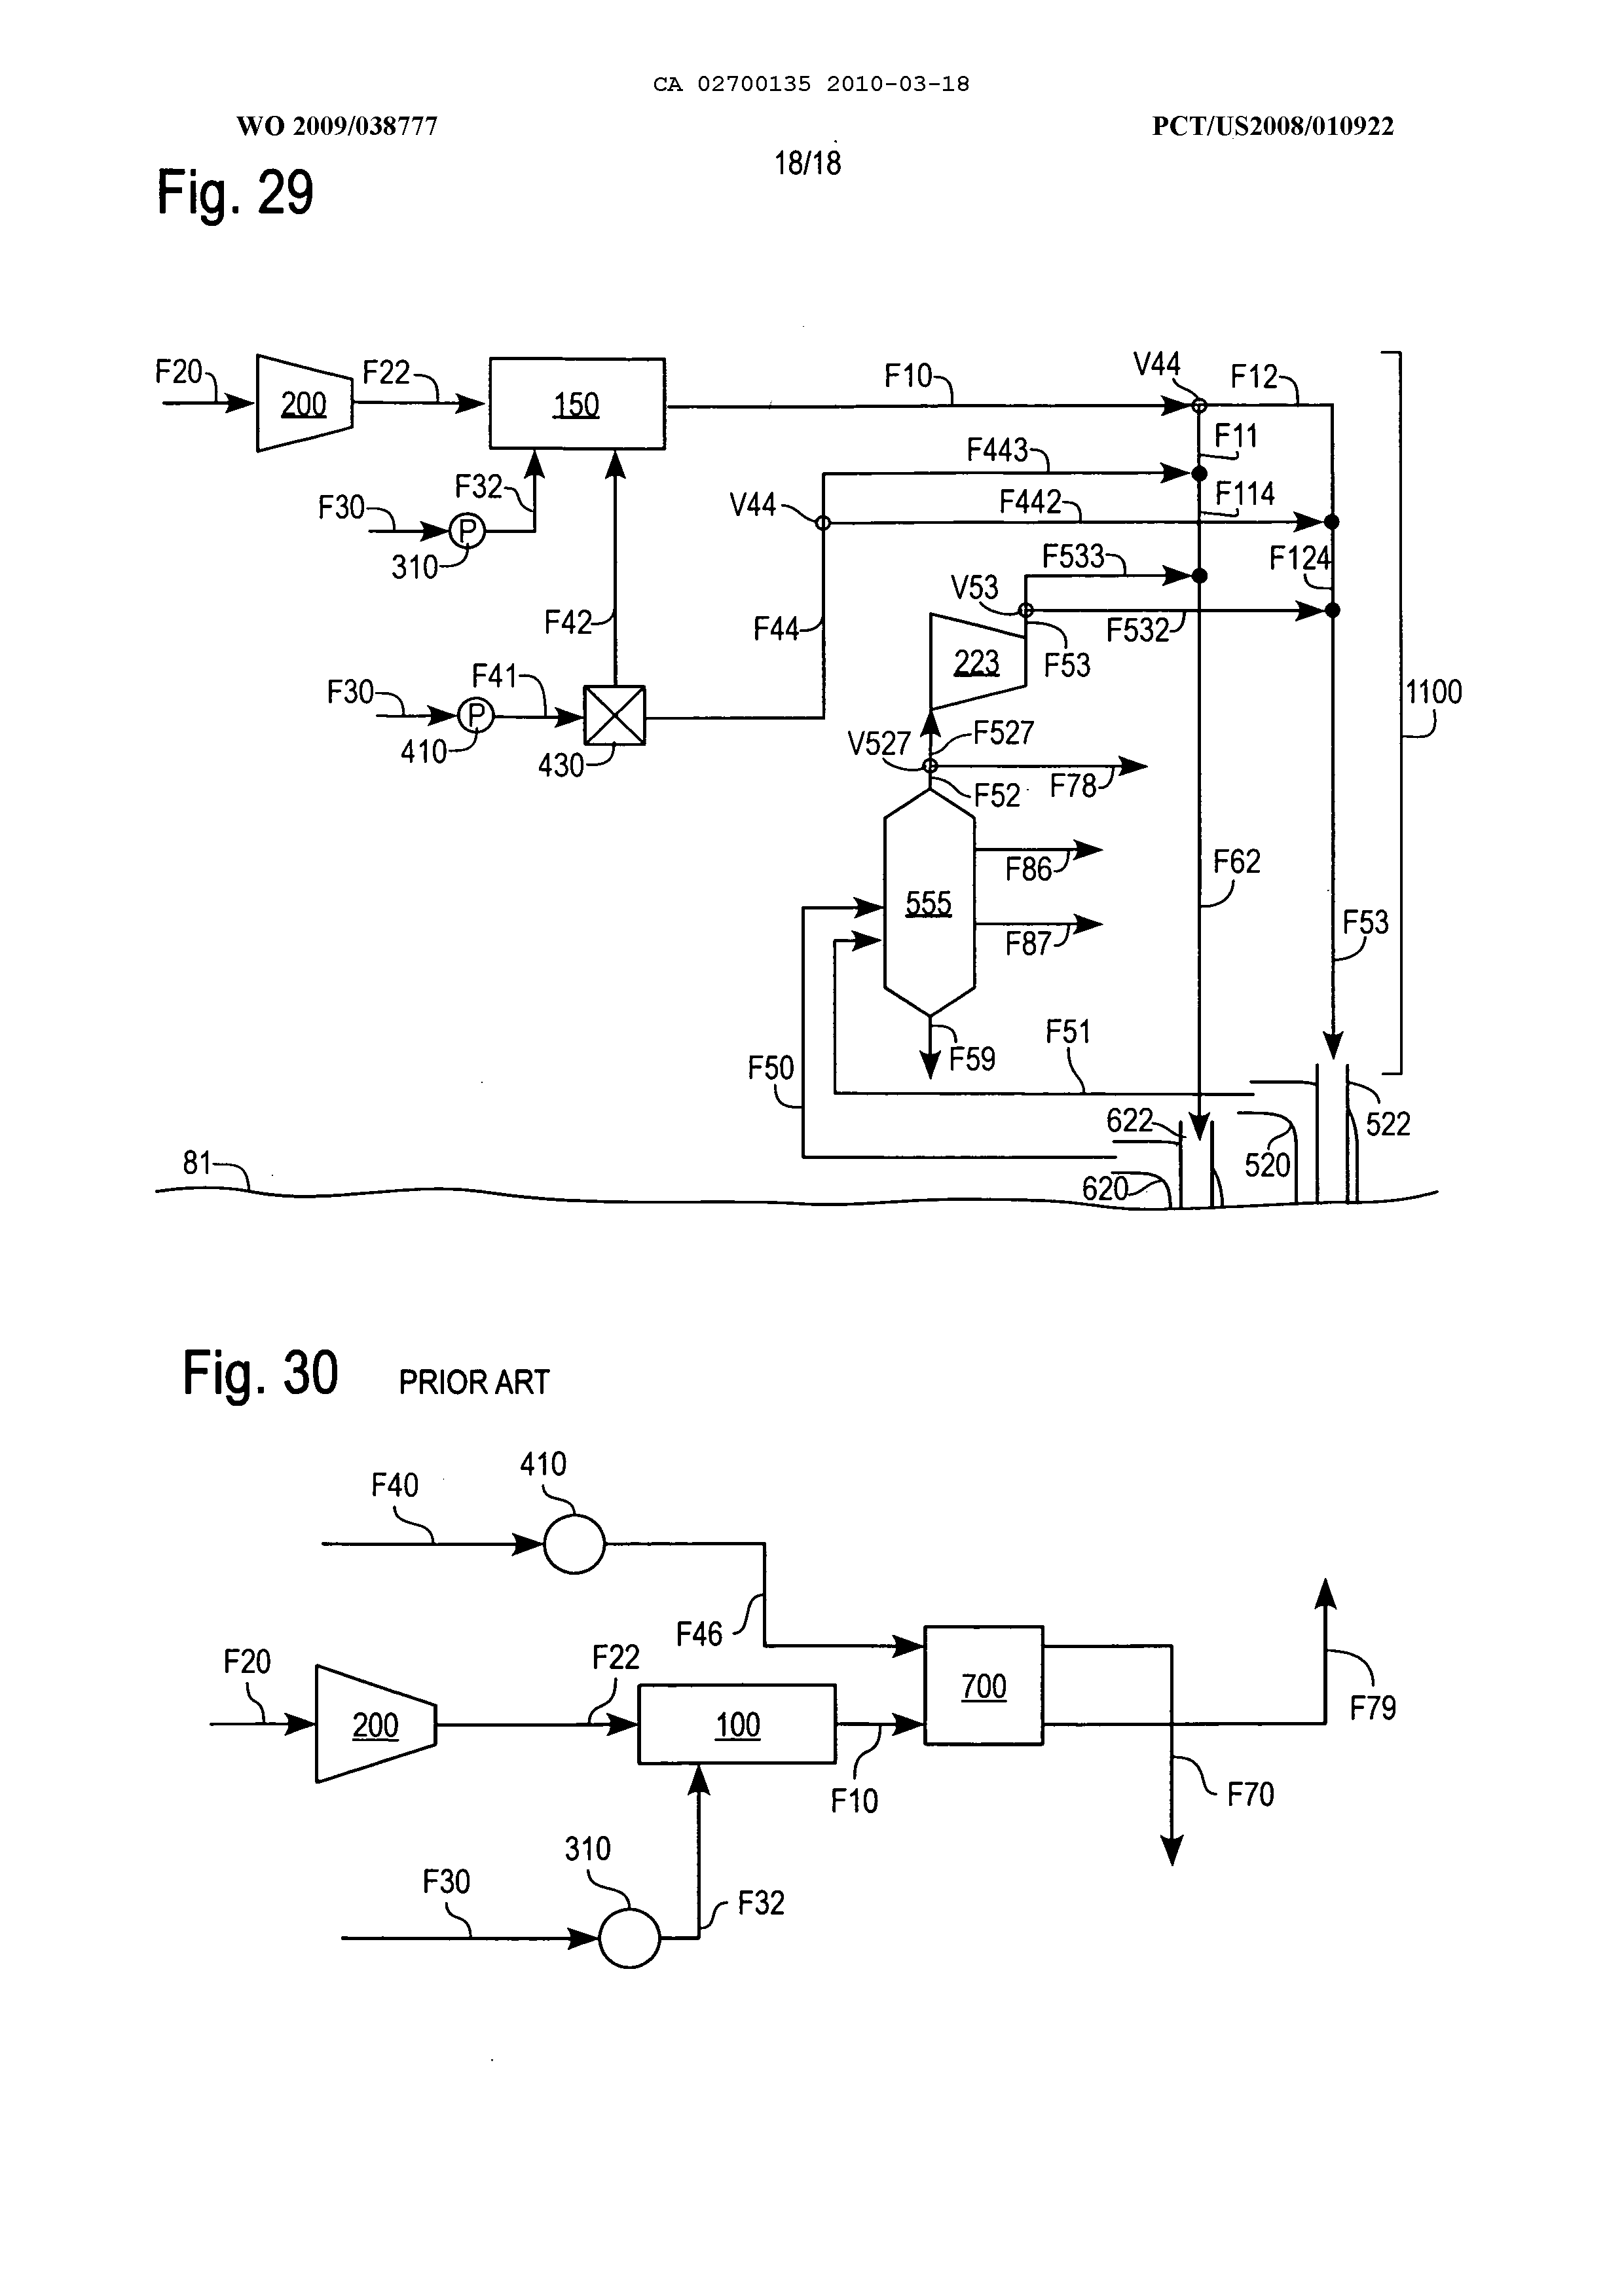 CA 02700135 2010-03-18
WO 2009/038777
PCT/US2008/010922
18/18
Fig. 29
F20
200
F22
150
F10
V44
F12
F11
F443
F114
F32
F30
P
310
V44
F442
F124
F533
V53
F532
F42
F44
223
F53
F41
F30
P
410
430
1100
V527
F527
F78
F52
F86
F62
555
F87
F53
F51
F59
F50
622
522
520
620
81
Fig. 30 PRIOR ART
410
F40
F46
F20
F22
700
200
100
F79
F10
F70
310
F30
F32